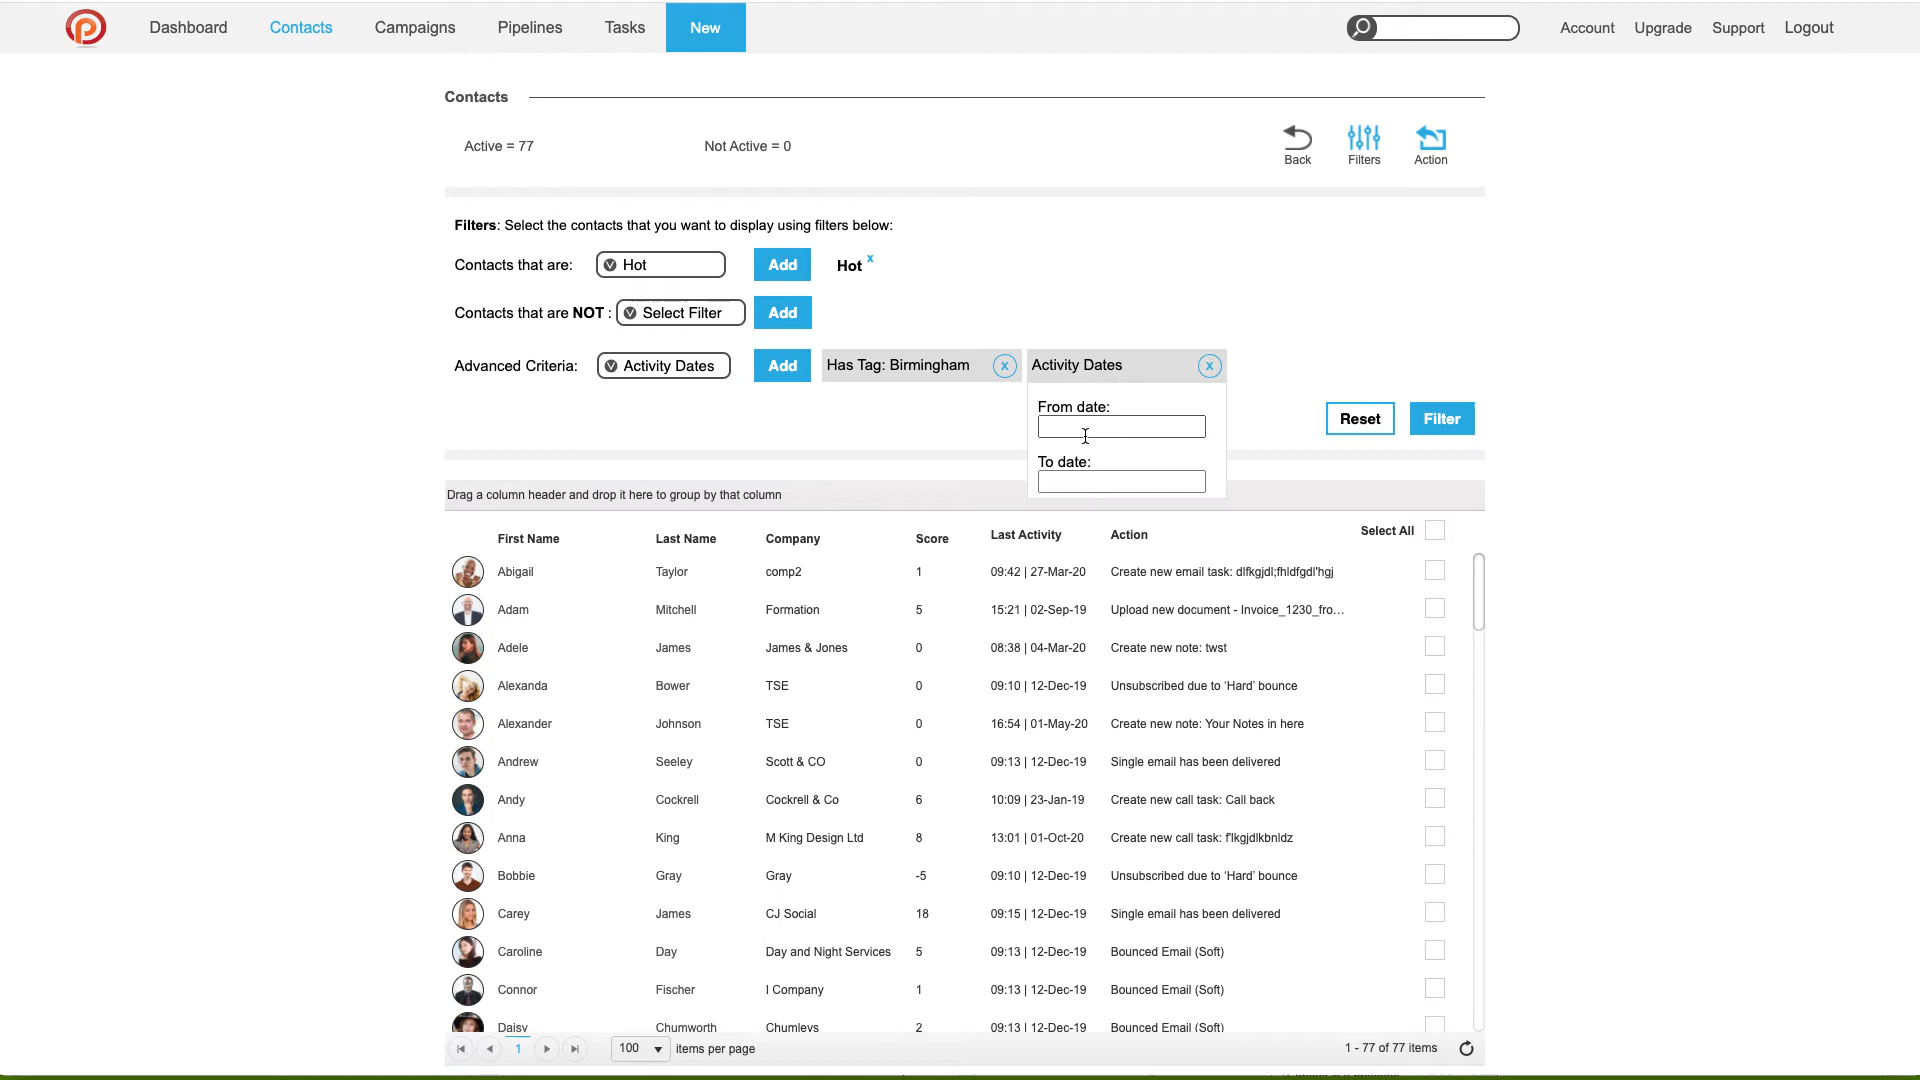 Dashboard Contacts Campaigns Pipelines Tasks New Account Upgrade Support Logout
Contacts
Active = 77 Not Active = 0 Back Filters Action
Filters: Select the contacts that you want to display using filters below:
Contacts that are: Hot Add Hot x
Contacts that are NOT : Select Filter Add
Advanced Criteria: Activity Dates Add Has Tag: Birmingham x Activity Dates x
From date:
Reset Filter
To date:
Drag a column header and drop it here to group by that column
First Name Last Name Company Score Last Activity Action Select All
Abigail Taylor comp2 1 09:42 | 27-Mar-20 Create new email task: dlfkgjdl;fhldfgdl'hgj
Adam Mitchell Formation 5 15:21 | 02-Sep-19 Upload new document - Invoice_1230_fro...
Adele James James & Jones 0 08:38 | 04-Mar-20 Create new note: twst
Alexanda Bower TSE 0 09:10 | 12-Dec-19 Unsubscribed due to ‘Hard’ bounce
Alexander Johnson TSE 0 16:54 | 01-May-20 Create new note: Your Notes in here
Andrew Seeley Scott & CO 0 09:13 | 12-Dec-19 Single email has been delivered
Andy Cockrell Cockrell & Co 6 10:09 | 23-Jan-19 Create new call task: Call back
Anna King M King Design Ltd 8 13:01 | 01-Oct-20 Create new call task: f'lkgjdlkbnldz
Bobbie Gray Gray -5 09:10 | 12-Dec-19 Unsubscribed due to ‘Hard’ bounce
Carey James CJ Social 18 09:15 | 12-Dec-19 Single email has been delivered
Caroline Day Day and Night Services 5 09:13 | 12-Dec-19 Bounced Email (Soft)
Connor Fischer I Company 1 09:13 | 12-Dec-19 Bounced Email (Soft)
Daisy Chumworth Chumleys 2 09:13 | 12-Dec-19 Bounced Email (Soft)
1 100 items per page 1 - 77 of 77 items